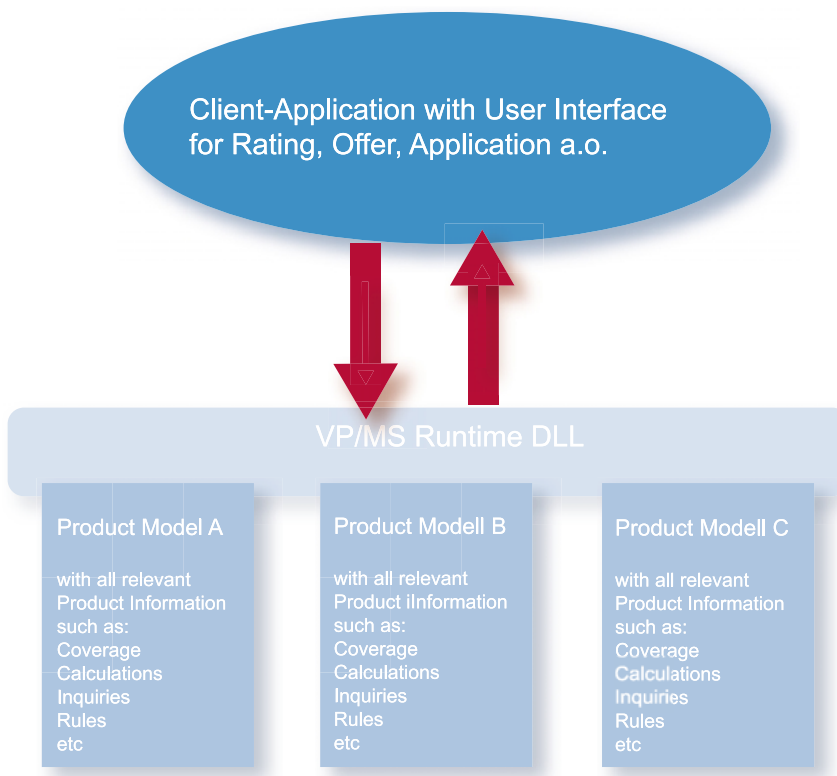 Client-Application with User Interface
for Rating, Offer, Application a.o.
VP/MS Runtime DLL
Product Model A
with all relevant
Product Information
such as:
Coverage
Calculations
Inquiries
Rules
etc
Product Modell B
with all relevant
Product iInformation
such as:
Coverage
Calculations
Inquiries
Rules
etc
Product Modell C
with all relevant
Product Information
such as:
Coverage
Calculations
Inquiries
Rules
etc